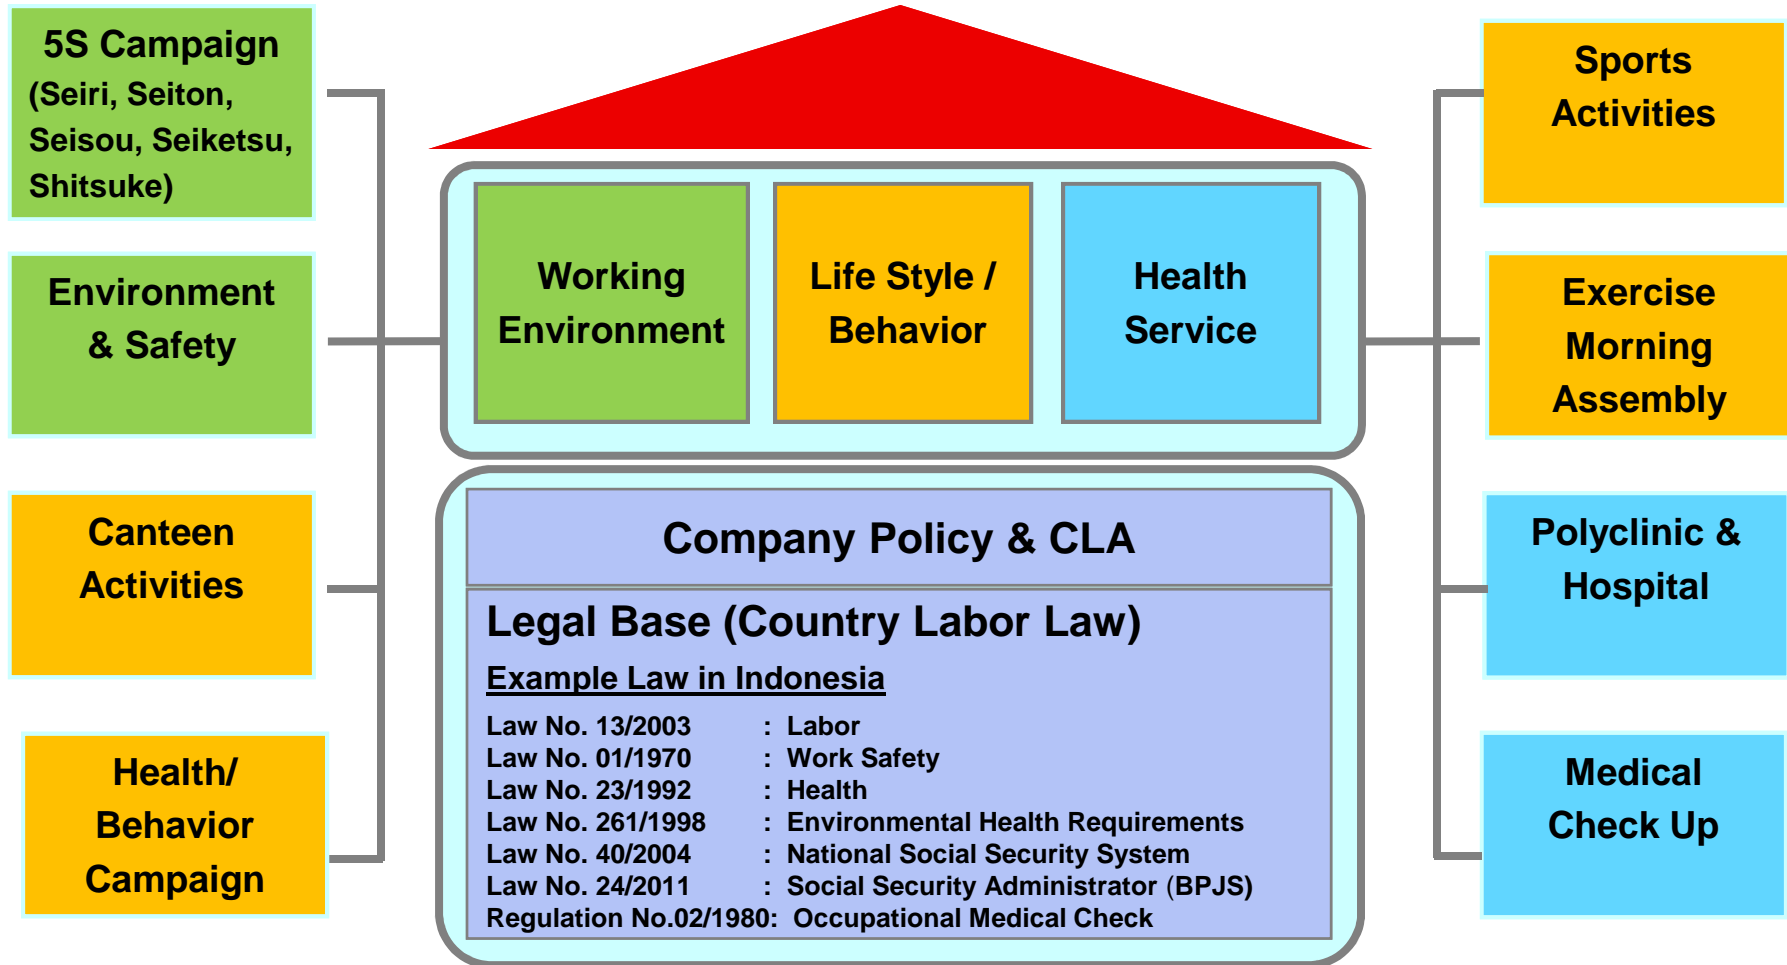 5S Campaign
(Seiri, Seiton,
Seisou, Seiketsu,
Shitsuke)
Environment
& Safety
Canteen
Activities
Health/
Behavior
Campaign
Working
Environment
Life Style /
Behavior
Health
Service
Company Policy & CLA
Legal Base (Country Labor Law)
Example Law in Indonesia
Law No. 13/2003 : Labor
Law No. 01/1970 : Work Safety
Law No. 23/1992 : Health
Law No. 261/1998 : Environmental Health Requirements
Law No. 40/2004 : National Social Security System
Law No. 24/2011 : Social Security Administrator (BPJS)
Regulation No.02/1980: Occupational Medical Check
Sports
Activities
Exercise
Morning
Assembly
Polyclinic &
Hospital
Medical
Check Up